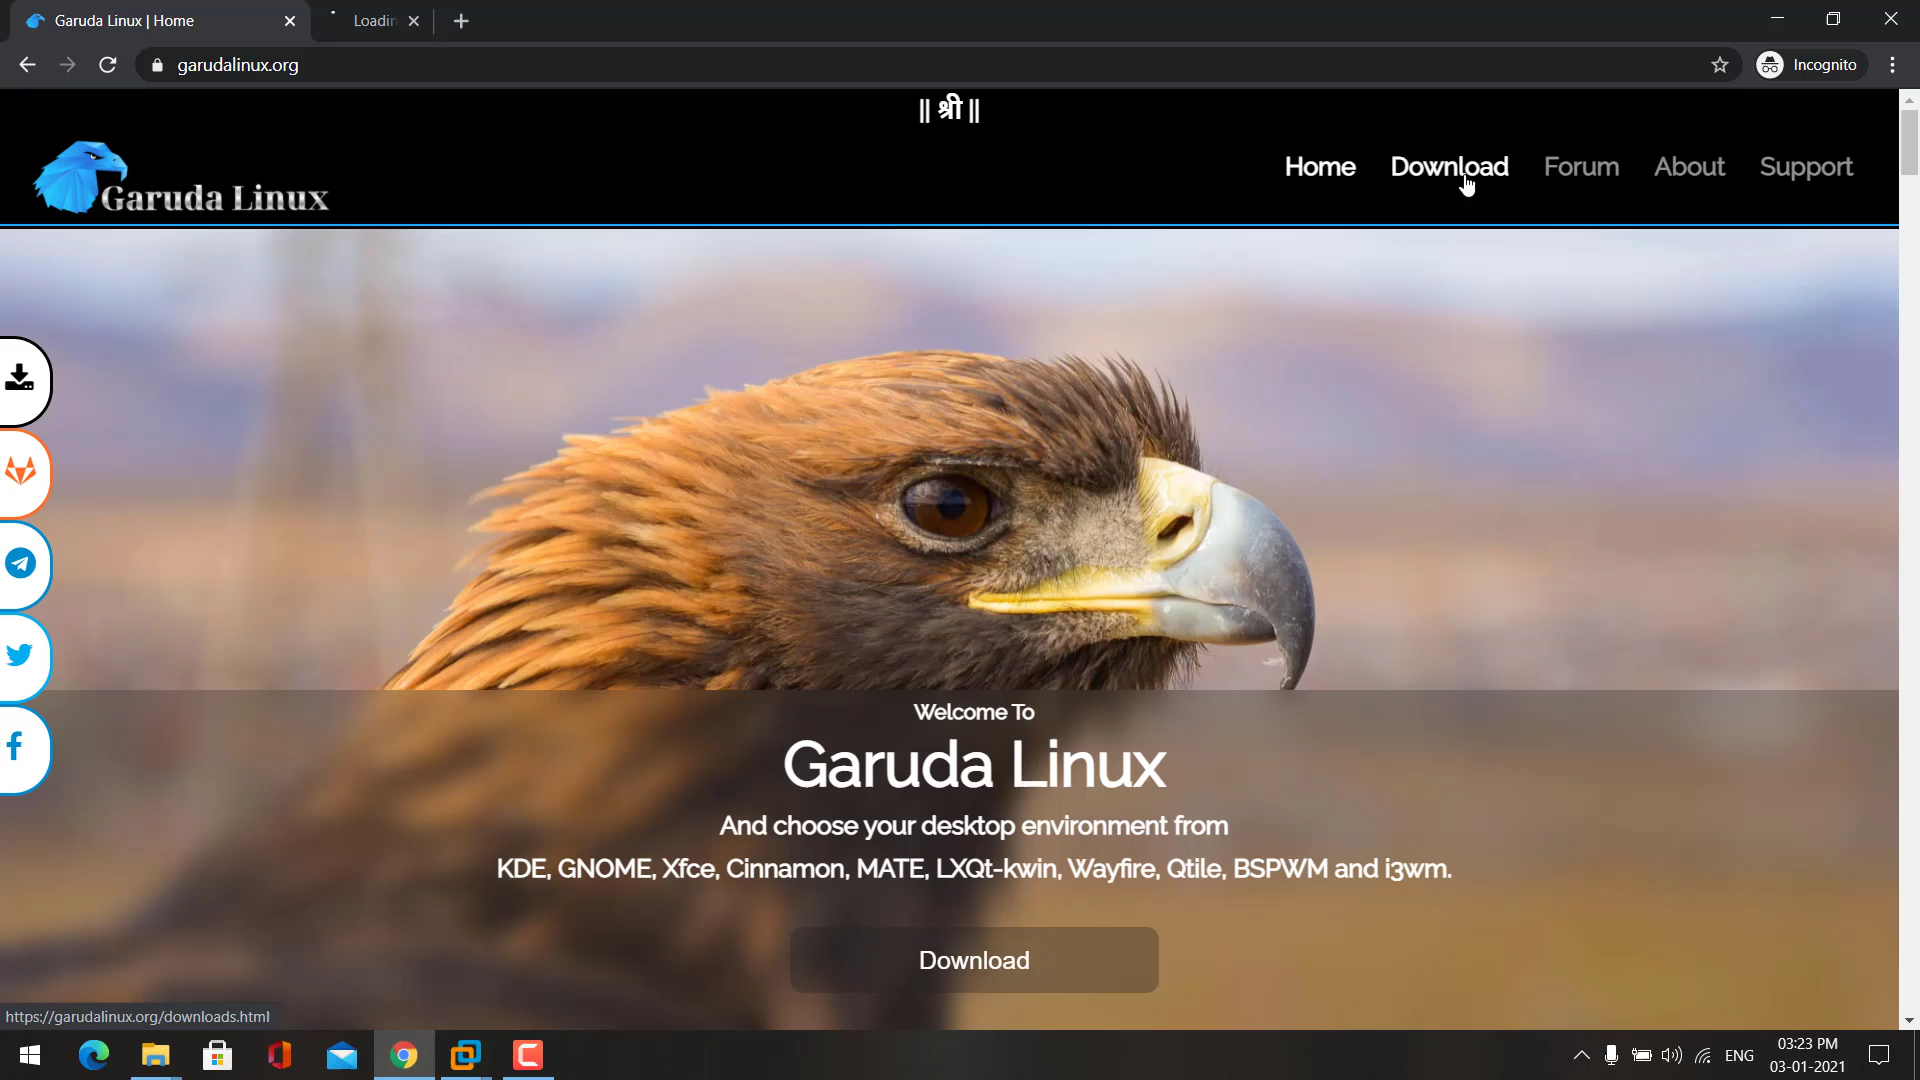 Garuda Linux | Home
Loadin
garudalinux.org
Incognito
॥ श्री ॥
Garuda Linux
Home
Download
Forum
About
Support
Welcome To
Garuda Linux
And choose your desktop environment from
KDE, GNOME, Xfce, Cinnamon, MATE, LXQt-kwin, Wayfire, Qtile, BSPWM and i3wm.
Download
https://garudalinux.org/downloads.html
ENG
03:23 PM
03-01-2021